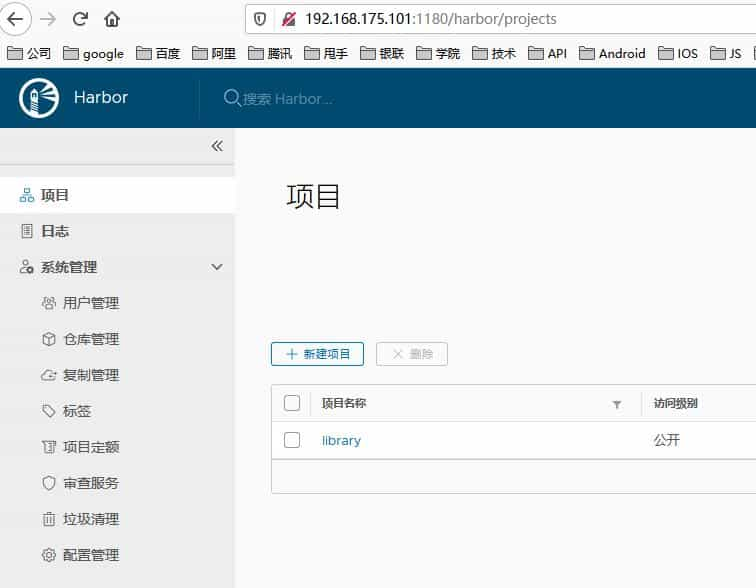 192.168.175.101:1180/harbor/projects
公司 google 百度 阿里 腾讯 甩手 银联 学院 技术 API Android IOS JS
Harbor 搜索 Harbor...
项目
日志
系统管理
用户管理
仓库管理
复制管理
标签
项目定额
审查服务
垃圾清理
配置管理
项目
新建项目 删除
项目名称 访问级别
library 公开